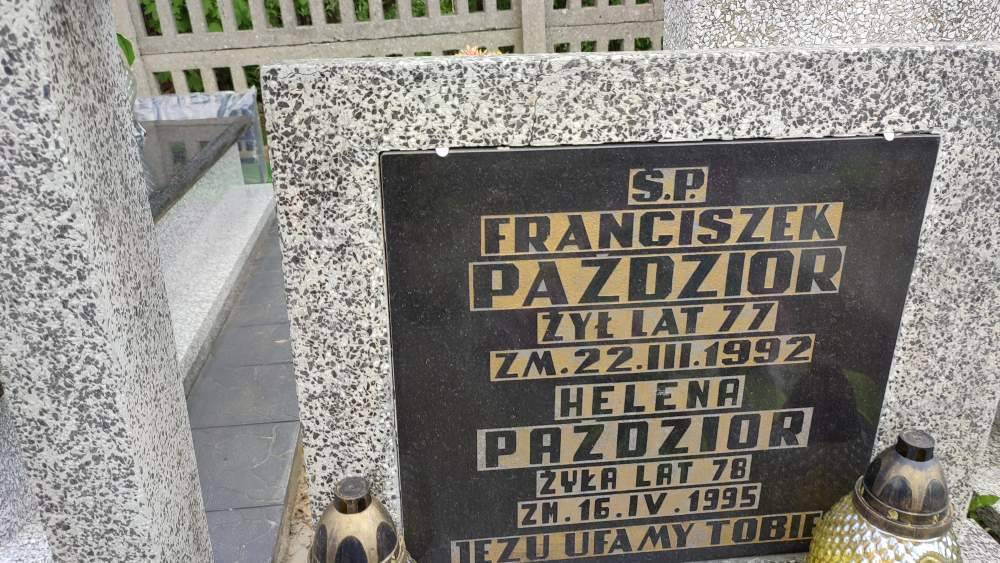 Ś.P.
FRANCISZEK
PAŹDZIOR
ŻYŁ LAT 77
ZM. 22.III.1992
HELENA
PAŹDZIOR
ŻYŁA LAT 78
ZM. 16.IV.1995
JEZU UFAMY TOBIE